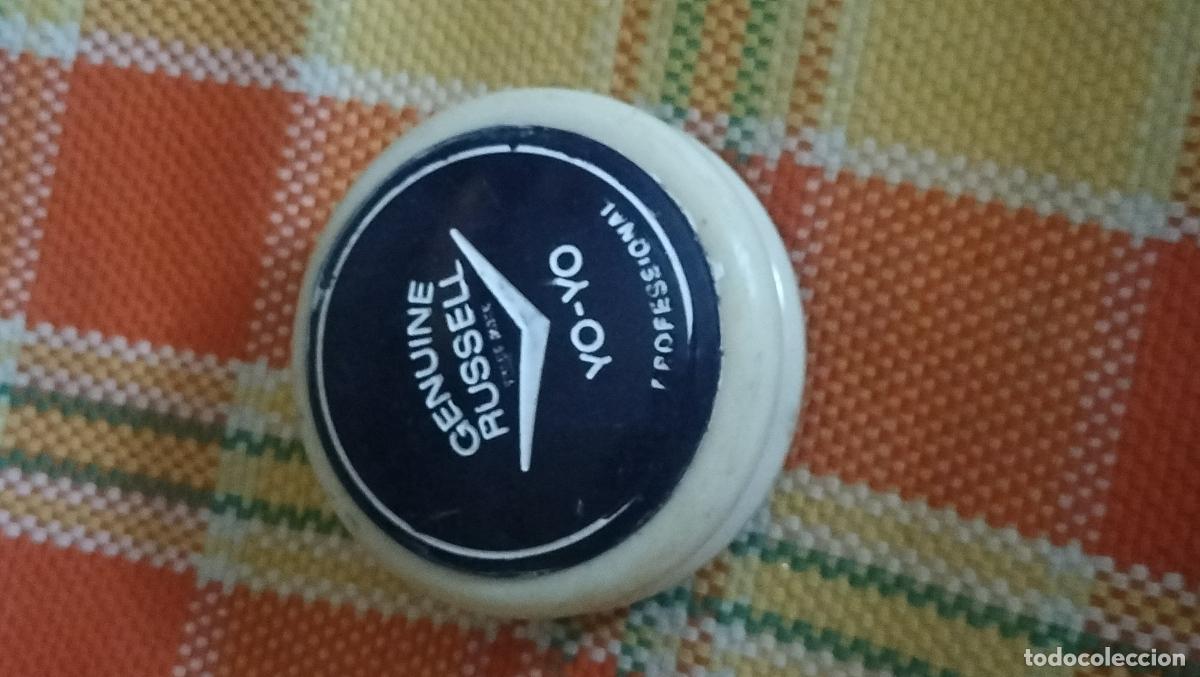 GENUINE
RUSSELL
YO-YO
PROFESSIONAL
todocoleccion